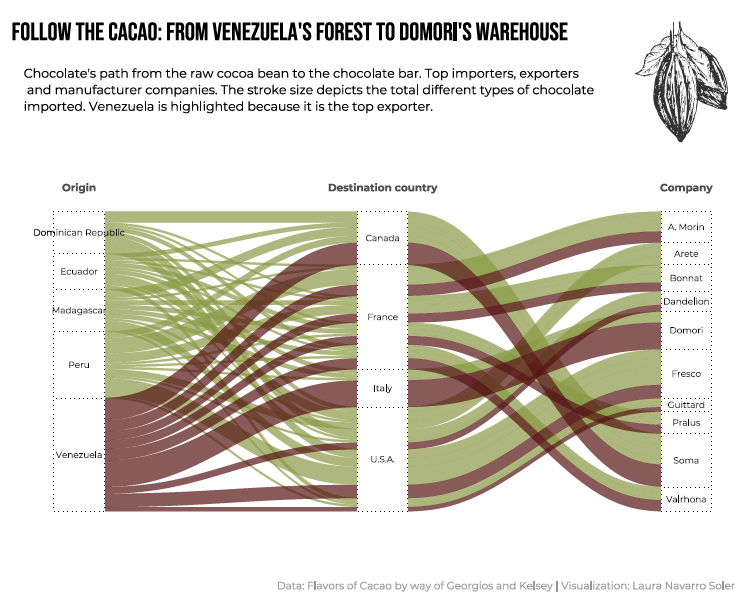 FOLLOW THE CACAO: FROM VENEZUELA'S FOREST TO DOMORI'S WAREHOUSE
Chocolate's path from the raw cocoa bean to the chocolate bar. Top importers, exporters
and manufacturer companies. The stroke size depicts the total different types of chocolate
imported. Venezuela is highlighted because it is the top exporter.
Origin
Destination country
Company
Dominican Republic
Ecuador
Madagascar
Peru
Venezuela
Canada
France
Italy
U.S.A.
A. Morin
Arete
Bonnat
Dandelion
Domori
Fresco
Guittard
Pralus
Soma
Valrhona
Data: Flavors of Cacao by way of Georgios and Kelsey | Visualization: Laura Navarro Soler